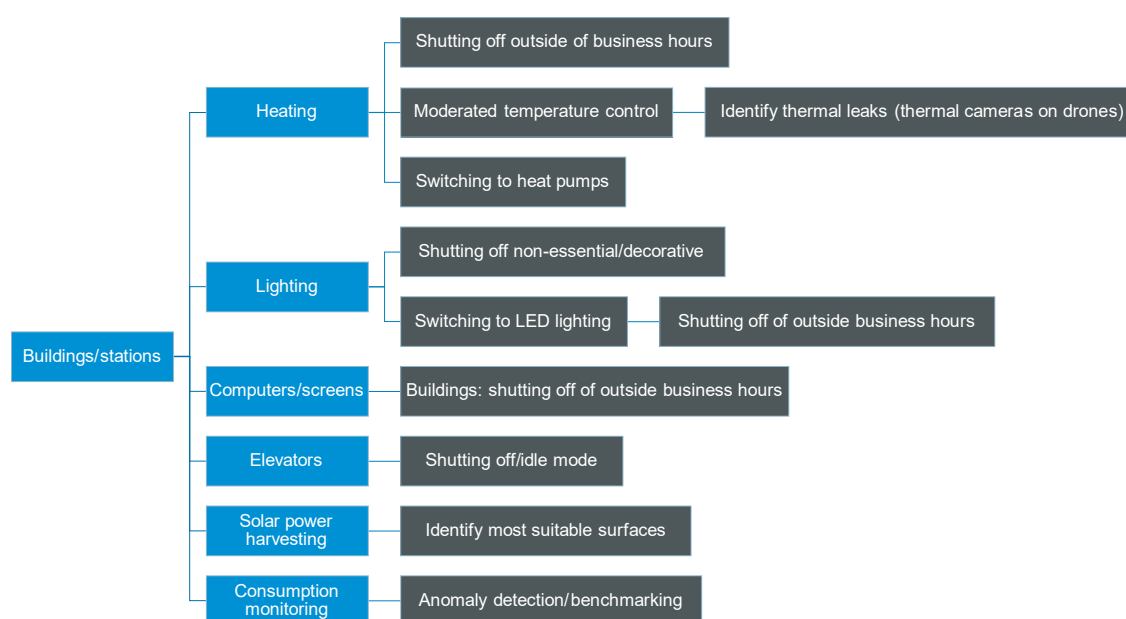 Shutting off outside of business hours
Heating
Moderated temperature control
Identify thermal leaks (thermal cameras on drones)
Switching to heat pumps
Shutting off non-essential/decorative
Lighting
Switching to LED lighting
Shutting off of outside business hours
Buildings/stations
Computers/screens
Buildings: shutting off of outside business hours
Elevators
Shutting off/idle mode
Solar power
harvesting
Identify most suitable surfaces
Consumption
monitoring
Anomaly detection/benchmarking